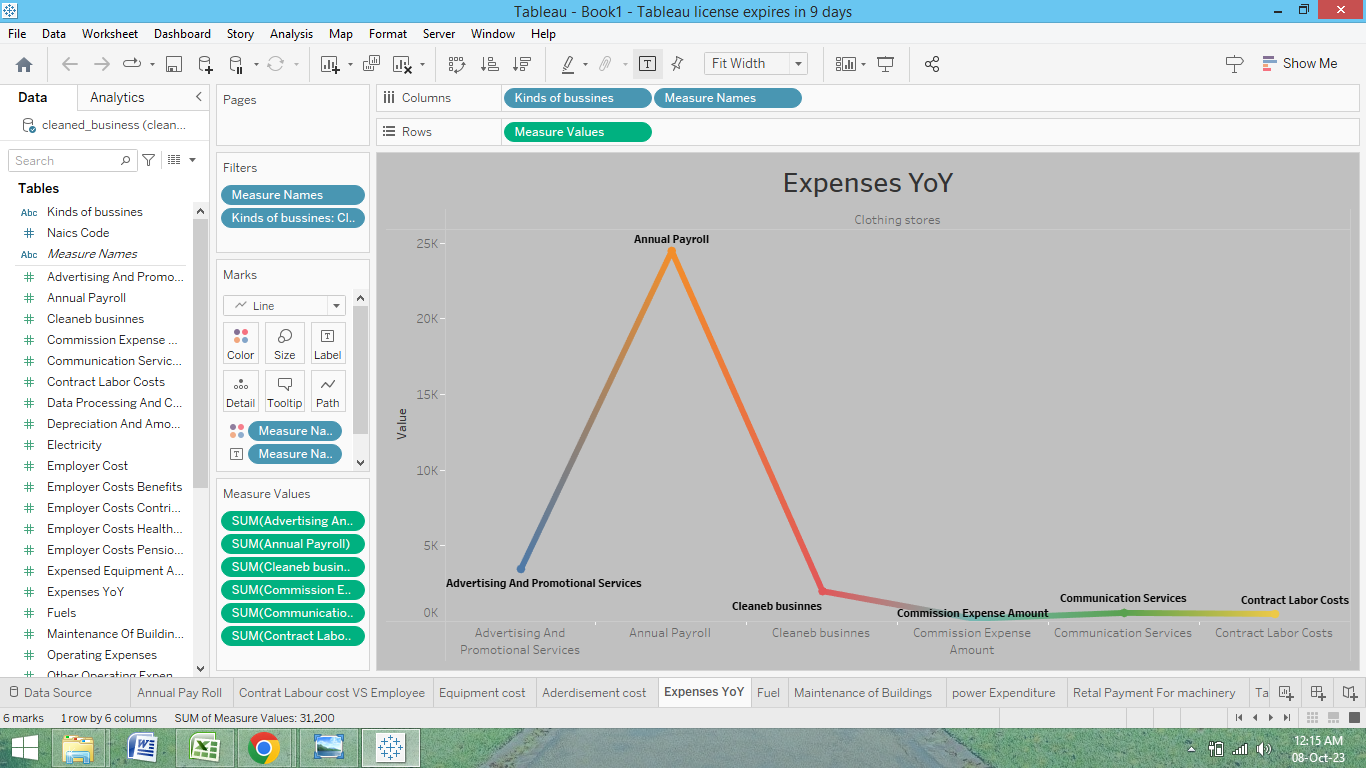 Tableau - Book1 - Tableau license expires in 9 days
File Data Worksheet Dashboard Story Analysis Map Format Server Window Help
Fit Width
Show Me
Data Analytics
cleaned_business (clean...
Search
Tables
Abc Kinds of bussines
# Naics Code
Abc Measure Names
# Advertising And Promo...
# Annual Payroll
# Cleaneb businnes
# Commission Expense ...
# Communication Servic...
# Contract Labor Costs
# Data Processing And C...
# Depreciation And Amo...
# Electricity
# Employer Cost
# Employer Costs Benefits
# Employer Costs Contri...
# Employer Costs Health...
# Employer Costs Pensio...
# Expensed Equipment A...
# Expenses YoY
# Fuels
# Maintenance Of Buildin...
# Operating Expenses
# Other Operating Expen...
Pages
Filters
Measure Names
Kinds of bussines: Cl..
Marks
Line
Color Size Label
Detail Tooltip Path
Measure Na..
Measure Na..
Measure Values
SUM(Advertising An..
SUM(Annual Payroll)
SUM(Cleaneb busin..
SUM(Commission E..
SUM(Communicatio..
SUM(Contract Labo..
Columns Kinds of bussines Measure Names
Rows Measure Values
Expenses YoY
Clothing stores
Value
25K
20K
15K
10K
5K
0K
Annual Payroll
Advertising And Promotional Services
Cleaneb businnes
Commission Expense Amount
Communication Services
Contract Labor Costs
Advertising And
Promotional Services
Annual Payroll
Cleaneb businnes
Commission Expense
Amount
Communication Services
Contract Labor Costs
Data Source Annual Pay Roll Contrat Labour cost VS Employee Equipment cost Aderdisement cost Expenses YoY Fuel Maintenance of Buildings power Expenditure Retal Payment For machinery Ta
6 marks 1 row by 6 columns SUM of Measure Values: 31,200
12:15 AM
08-Oct-23